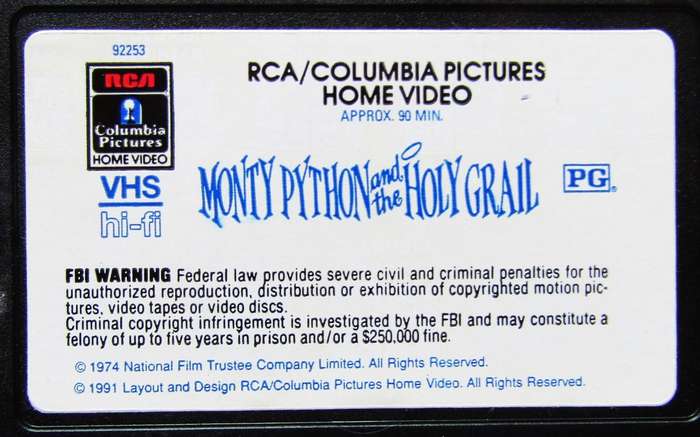 92253
RCA
Columbia
Pictures
HOME VIDEO
VHS
hi-fi
RCA/COLUMBIA PICTURES
HOME VIDEO
APPROX. 90 MIN.
MONTY PYTHON and the HOLY GRAIL
PG
FBI WARNING Federal law provides severe civil and criminal penalties for the
unauthorized reproduction, distribution or exhibition of copyrighted motion pic-
tures, video tapes or video discs.
Criminal copyright infringement is investigated by the FBI and may constitute a
felony of up to five years in prison and/or a $250,000 fine.
© 1974 National Film Trustee Company Limited. All Rights Reserved.
© 1991 Layout and Design RCA/Columbia Pictures Home Video. All Rights Reserved.